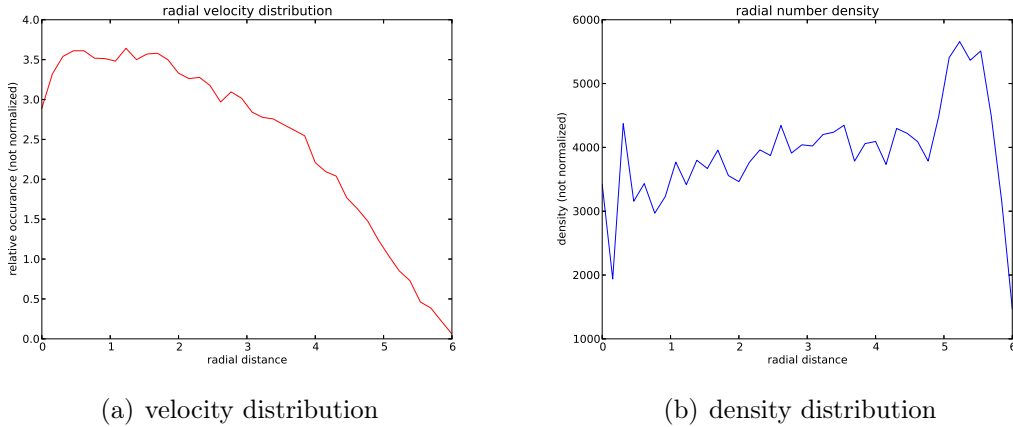 radial velocity distribution
4.0
3.5
3.0
2.5
2.0
1.5
1.0
0.5
0.0
relative occurance (not normalized)
0 1 2 3 4 5 6
radial distance
(a) velocity distribution
radial number density
6000
5000
4000
3000
2000
1000
density (not normalized)
0 1 2 3 4 5 6
radial distance
(b) density distribution